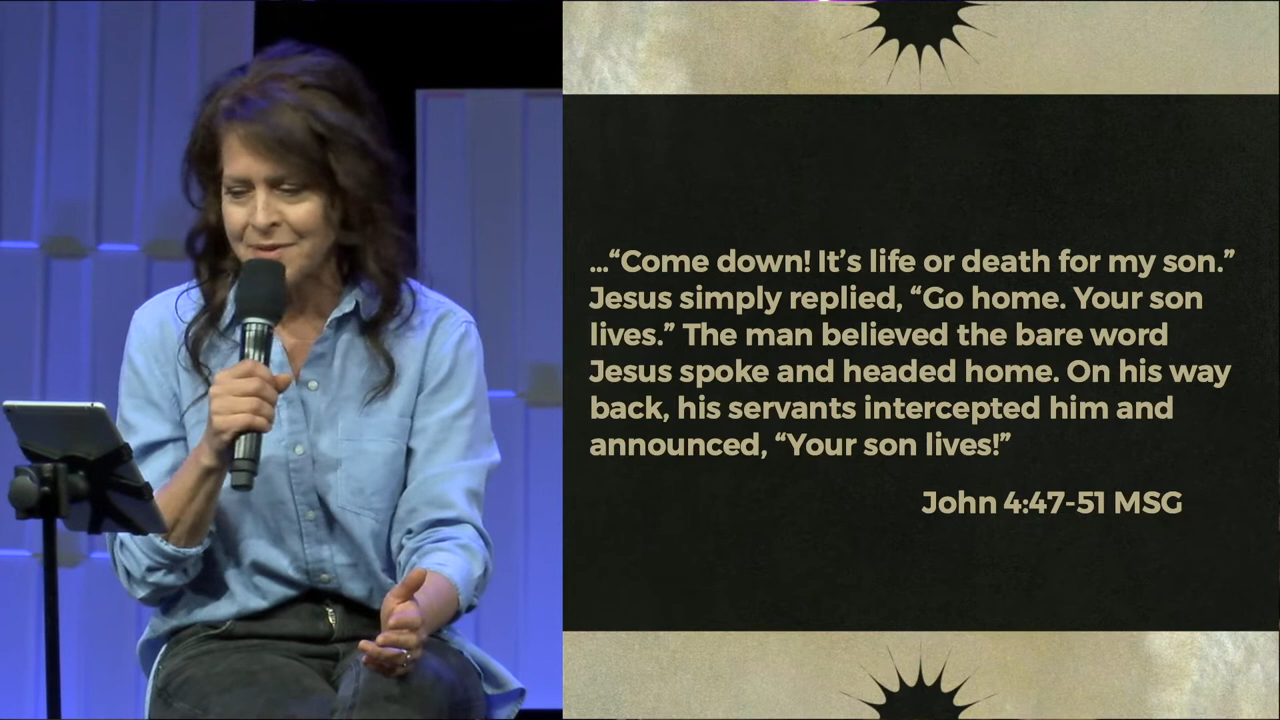 …“Come down! It’s life or death for my son.”
Jesus simply replied, “Go home. Your son
lives.” The man believed the bare word
Jesus spoke and headed home. On his way
back, his servants intercepted him and
announced, “Your son lives!”
John 4:47-51 MSG